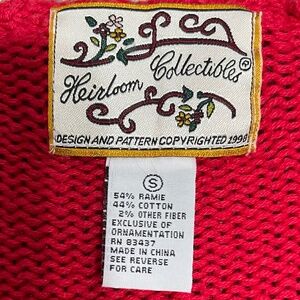 Heirloom Collectibles®
DESIGN AND PATTERN COPYRIGHTED 1998
S
54% RAMIE
44% COTTON
2% OTHER FIBER
EXCLUSIVE OF
ORNAMENTATION
RN 83437
MADE IN CHINA
SEE REVERSE
FOR CARE